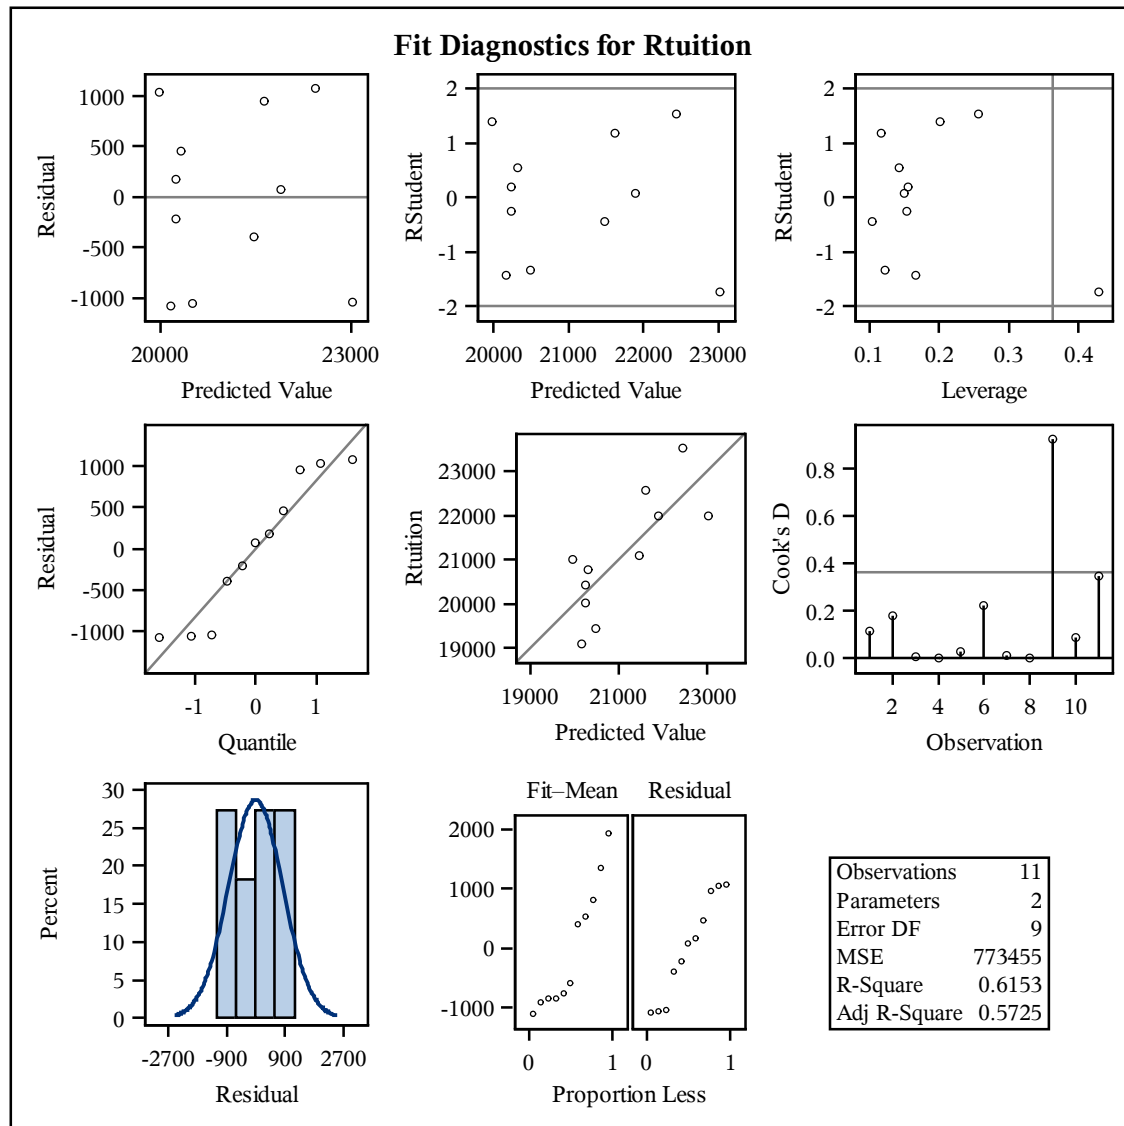 Fit Diagnostics for Rtuition
1000
500
0
-500
-1000
Residual
20000 23000
Predicted Value
2
1
0
-1
-2
RStudent
20000 21000 22000 23000
Predicted Value
2
1
0
-1
-2
RStudent
0.1 0.2 0.3 0.4
Leverage
1000
500
0
-500
-1000
Residual
-1 0 1
Quantile
23000
22000
21000
20000
19000
Rtuition
19000 21000 23000
Predicted Value
0.8
0.6
0.4
0.2
0.0
Cook's D
2 4 6 8 10
Observation
30
25
20
15
10
5
0
Percent
-2700 -900 900 2700
Residual
Fit–Mean Residual
2000
1000
0
-1000
0 1 0 1
Proportion Less
Observations 11
Parameters 2
Error DF 9
MSE 773455
R-Square 0.6153
Adj R-Square 0.5725